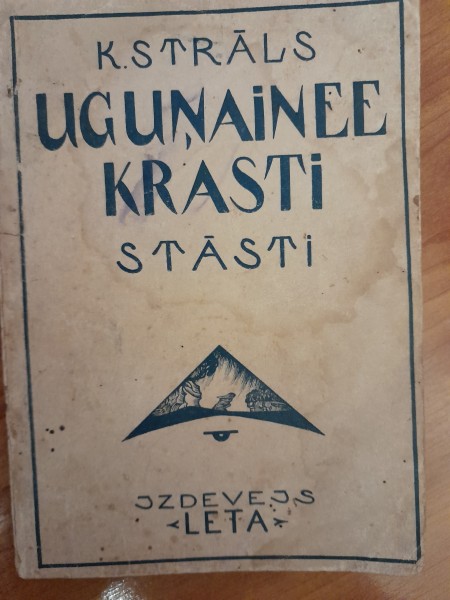 K. STRĀLS
UGUŅAINEE
KRASTI
STĀSTI
IZDEVEJS
LETA